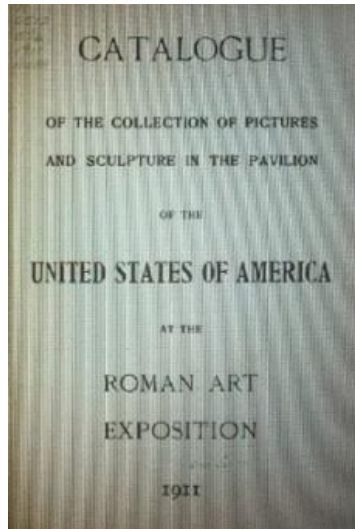 CATALOGUE
OF THE COLLECTION OF PICTURES
AND SCULPTURE IN THE PAVILION
OF THE
UNITED STATES OF AMERICA
AT THE
ROMAN ART
EXPOSITION
1911